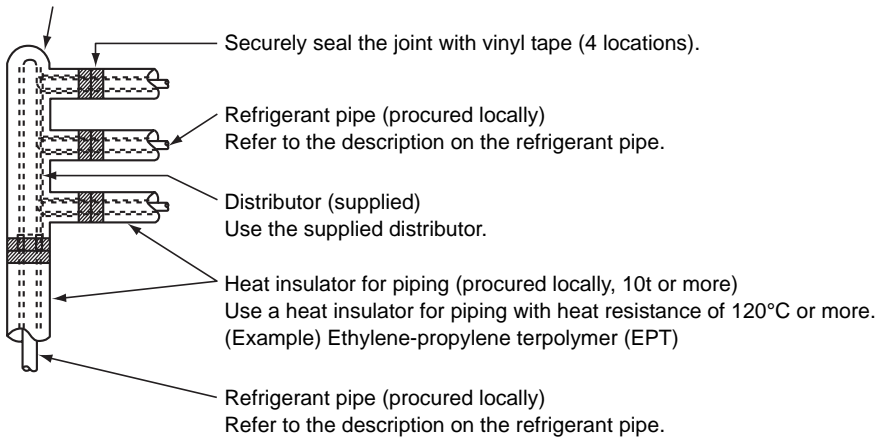 Securely seal the joint with vinyl tape (4 locations).
Refrigerant pipe (procured locally)
Refer to the description on the refrigerant pipe.
Distributor (supplied)
Use the supplied distributor.
Heat insulator for piping (procured locally, 10t or more)
Use a heat insulator for piping with heat resistance of 120°C or more.
(Example) Ethylene-propylene terpolymer (EPT)
Refrigerant pipe (procured locally)
Refer to the description on the refrigerant pipe.